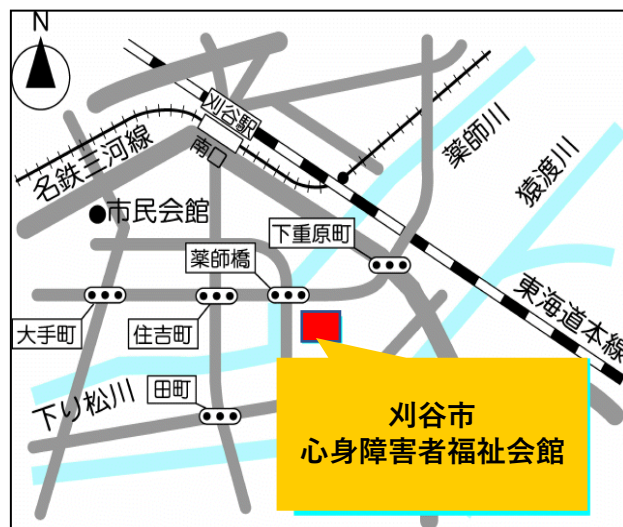 N
刈谷駅
南口
名鉄三河線
薬師川
猿渡川
市民会館
下重原町
薬師橋
東海道本線
大手町
住吉町
下り松川
田町
刈谷市
心身障害者福祉会館